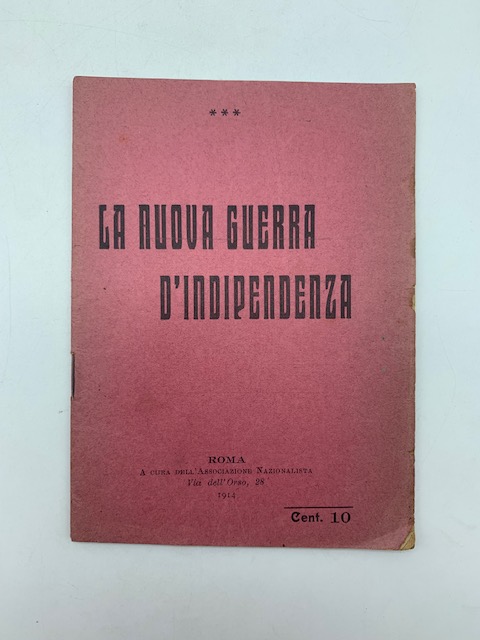 ***
LA NUOVA GUERRA
D'INDIPENDENZA
ROMA
A CURA DELL'ASSOCIAZIONE NAZIONALISTA
Via dell'Orso, 28
1914
Cent. 10